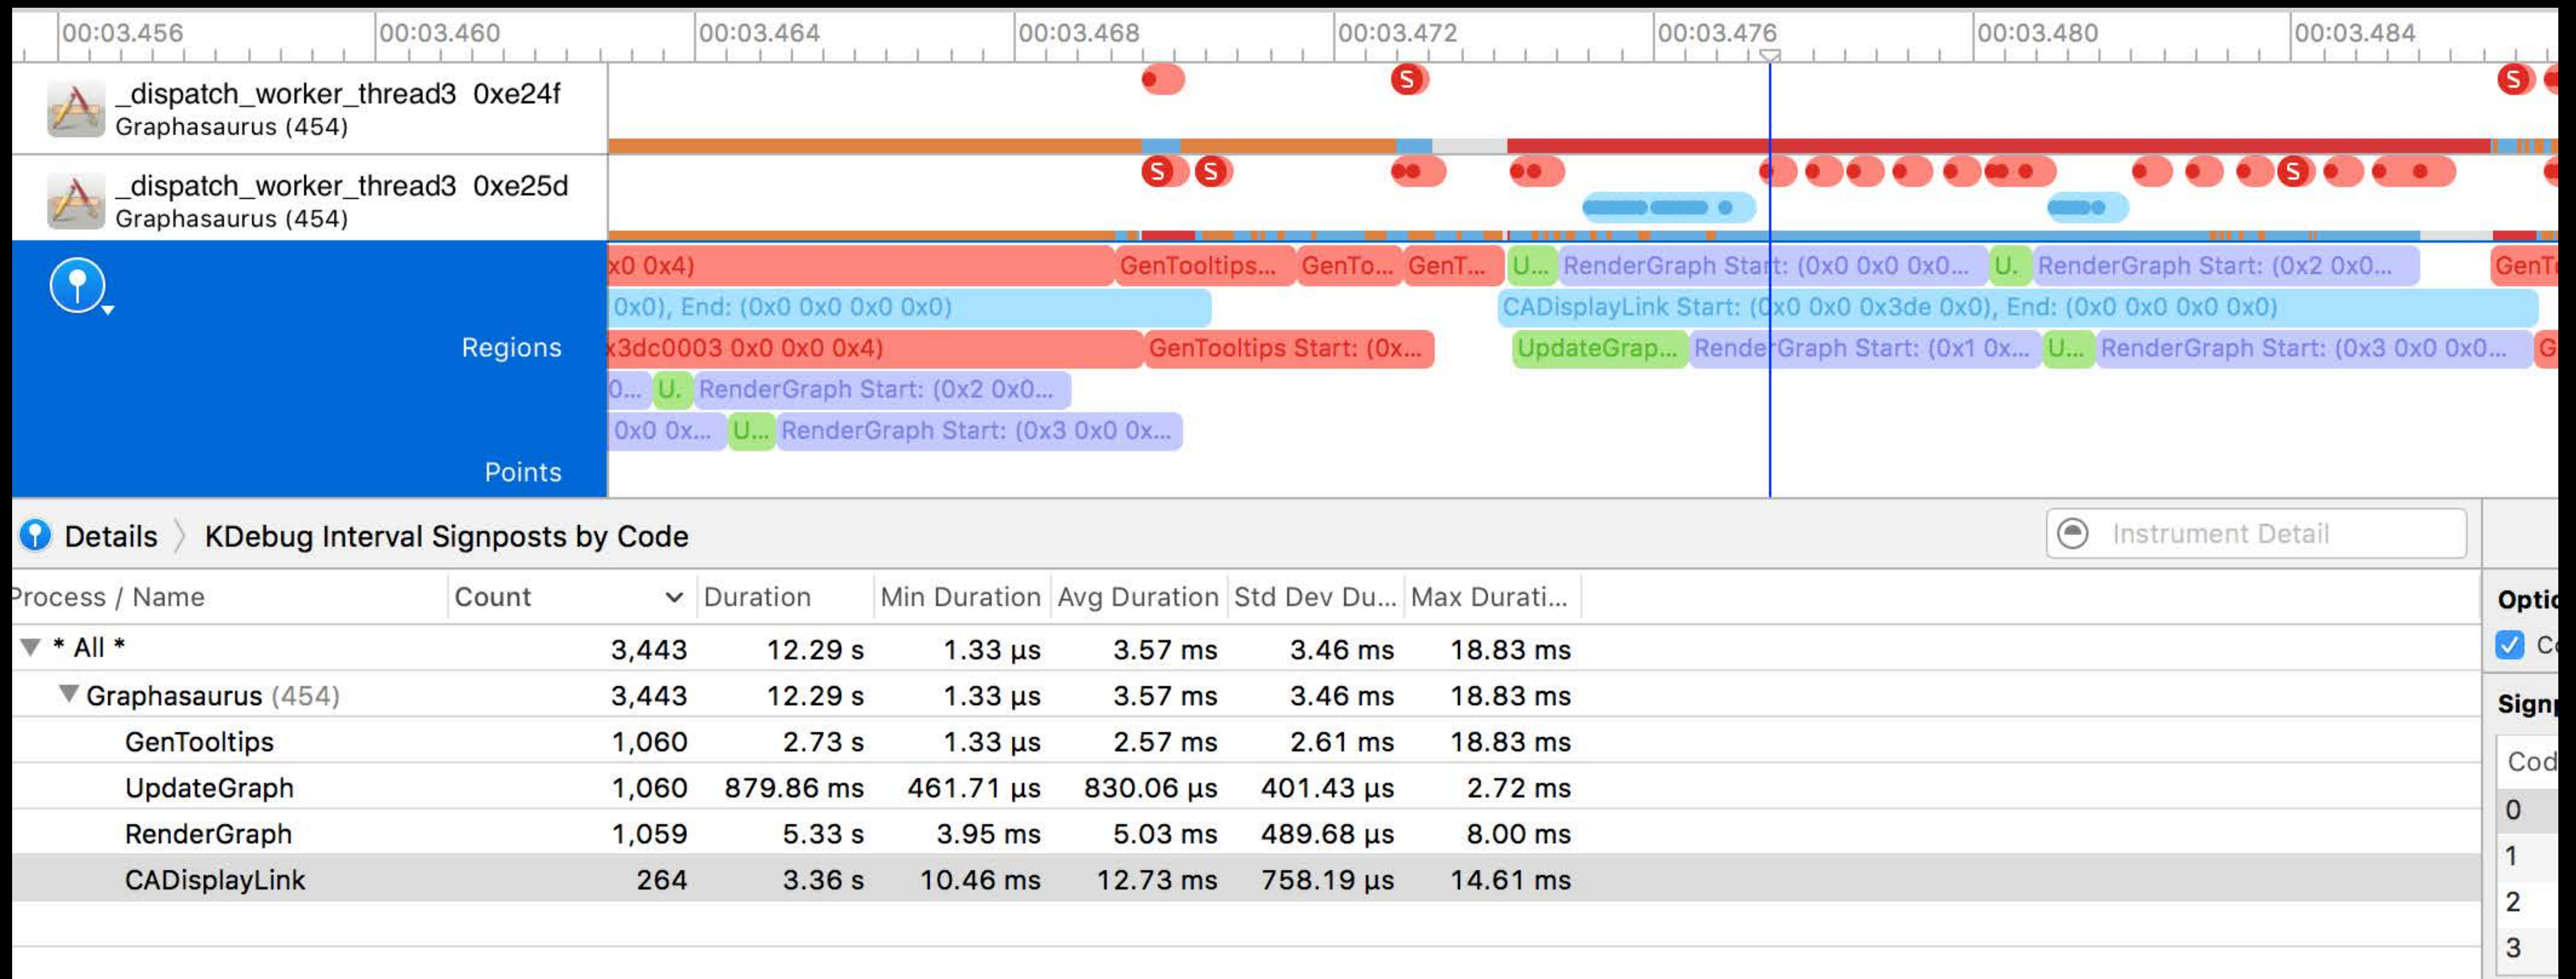 00:03.456 00:03.460 00:03.464 00:03.468 00:03.472 00:03.476 00:03.480 00:03.484
_dispatch_worker_thread3 0xe24f
Graphasaurus (454)
S S
_dispatch_worker_thread3 0xe25d
Graphasaurus (454)
S S S
x0 0x4) GenTooltips... GenTo... GenT... U... RenderGraph Start: (0x0 0x0 0x0... U. RenderGraph Start: (0x2 0x0... GenT
0x0), End: (0x0 0x0 0x0 0x0) CADisplayLink Start: (0x0 0x0 0x3de 0x0), End: (0x0 0x0 0x0 0x0)
Regions x3dc0003 0x0 0x0 0x4) GenTooltips Start: (0x... UpdateGrap... RenderGraph Start: (0x1 0x... U... RenderGraph Start: (0x3 0x0 0x0... G
0... U. RenderGraph Start: (0x2 0x0...
0x0 0x... U... RenderGraph Start: (0x3 0x0 0x...
Points
Details KDebug Interval Signposts by Code Instrument Detail
Process / Name Count Duration Min Duration Avg Duration Std Dev Du... Max Durati...
* All * 3,443 12.29 s 1.33 µs 3.57 ms 3.46 ms 18.83 ms
Graphasaurus (454) 3,443 12.29 s 1.33 µs 3.57 ms 3.46 ms 18.83 ms
GenTooltips 1,060 2.73 s 1.33 µs 2.57 ms 2.61 ms 18.83 ms
UpdateGraph 1,060 879.86 ms 461.71 µs 830.06 µs 401.43 µs 2.72 ms
RenderGraph 1,059 5.33 s 3.95 ms 5.03 ms 489.68 µs 8.00 ms
CADisplayLink 264 3.36 s 10.46 ms 12.73 ms 758.19 µs 14.61 ms
Optio
Co
Signp
Cod
0
1
2
3